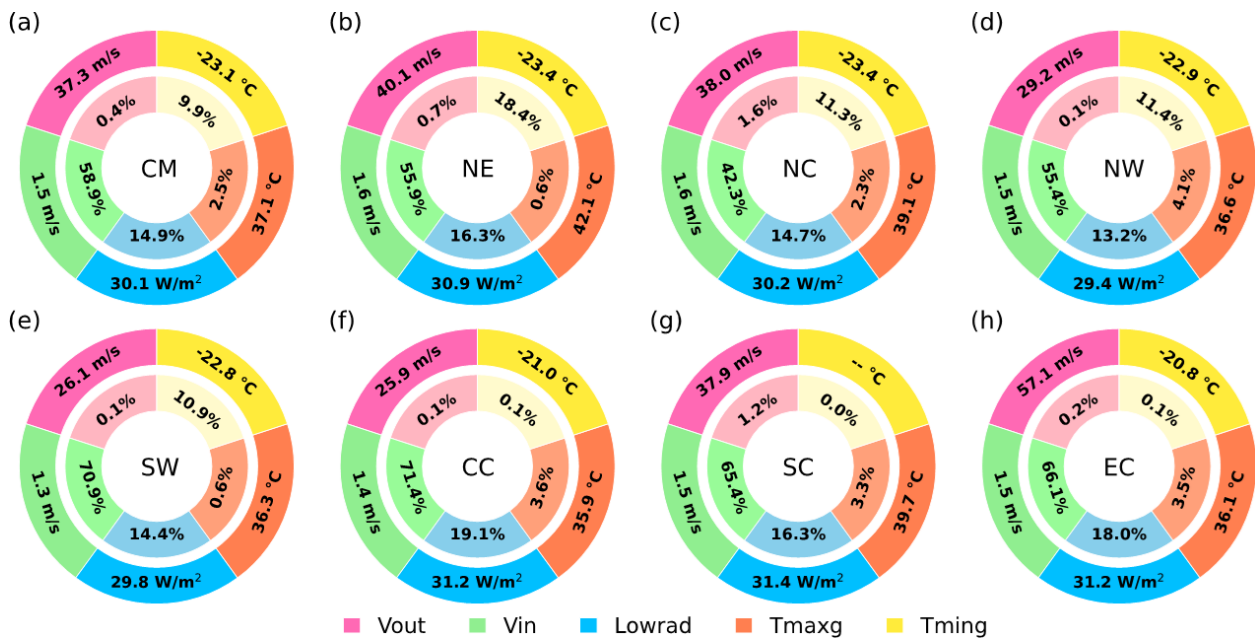 (a)
(b)
(c)
(d)
37.3 m/s
-23.1 °C
0.4%
9.9%
1.5 m/s
58.9%
CM
2.5%
37.1 °C
14.9%
30.1 W/m²
40.1 m/s
-23.4 °C
0.7%
18.4%
1.6 m/s
55.9%
NE
0.6%
42.1 °C
16.3%
30.9 W/m²
38.0 m/s
-23.4 °C
1.6%
11.3%
1.6 m/s
42.3%
NC
2.3%
39.1 °C
14.7%
30.2 W/m²
29.2 m/s
-22.9 °C
0.1%
11.4%
1.5 m/s
55.4%
NW
4.1%
36.6 °C
13.2%
29.4 W/m²
(e)
(f)
(g)
(h)
26.1 m/s
-22.8 °C
0.1%
10.9%
1.3 m/s
70.9%
SW
0.6%
36.3 °C
14.4%
29.8 W/m²
25.9 m/s
-21.0 °C
0.1%
0.1%
1.4 m/s
71.4%
CC
3.6%
35.9 °C
19.1%
31.2 W/m²
37.9 m/s
-- °C
1.2%
0.0%
1.5 m/s
65.4%
SC
3.3%
39.7 °C
16.3%
31.4 W/m²
57.1 m/s
-20.8 °C
0.2%
0.1%
1.5 m/s
66.1%
EC
3.5%
36.1 °C
18.0%
31.2 W/m²
Vout
Vin
Lowrad
Tmaxg
Tming